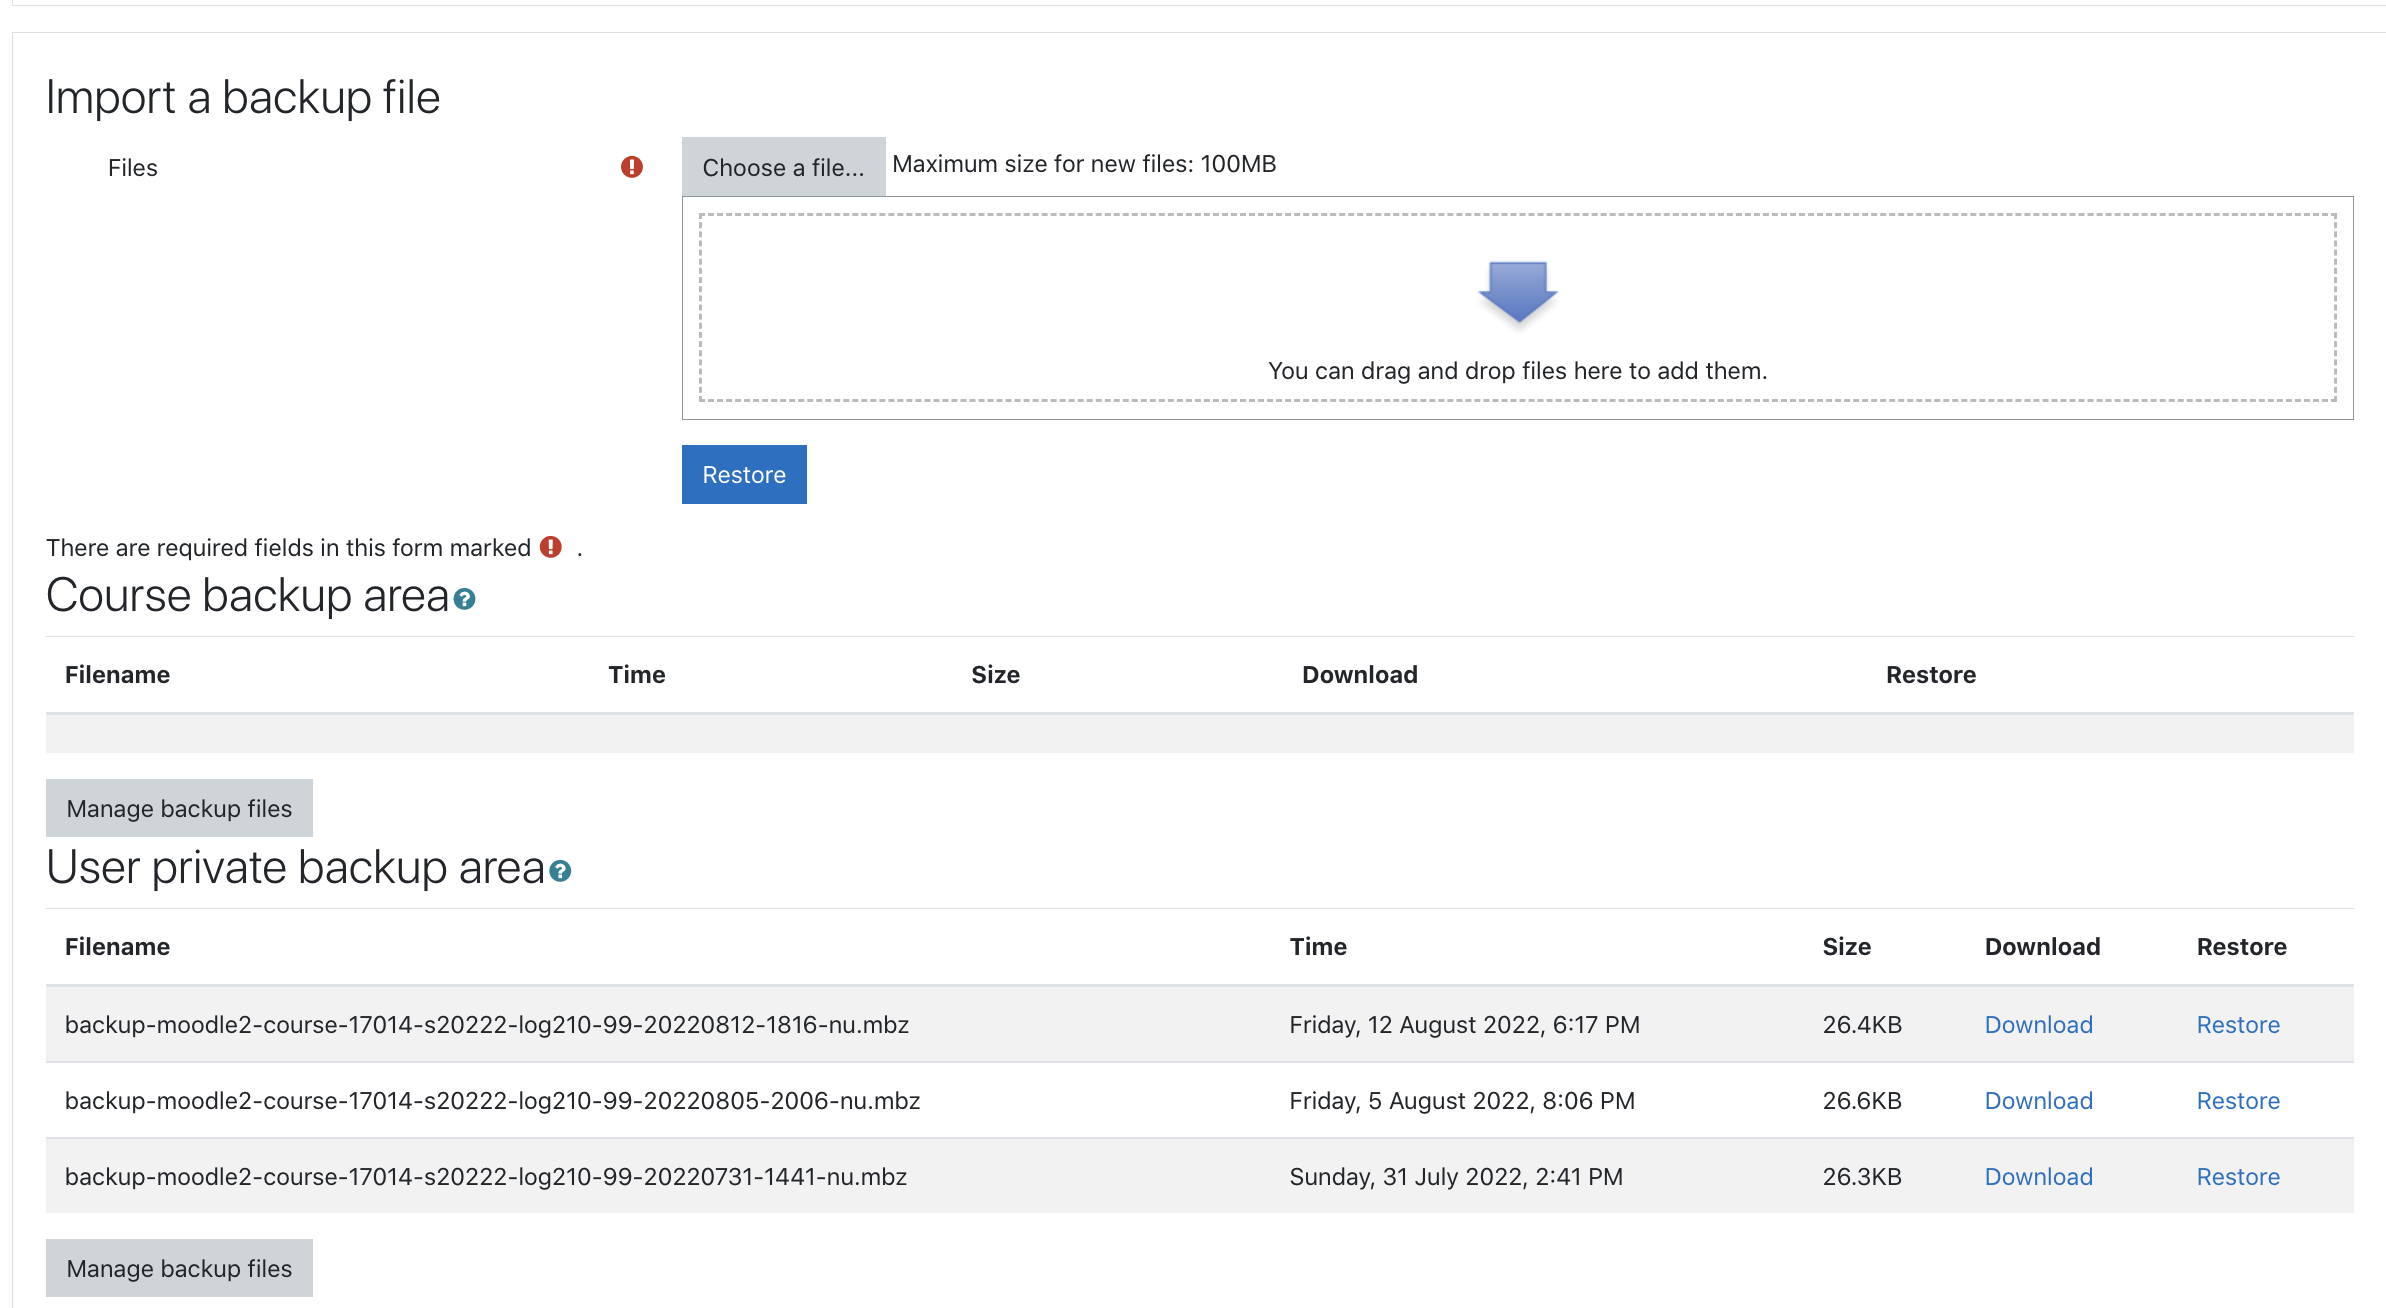 Import a backup file
Files
Choose a file... Maximum size for new files: 100MB
You can drag and drop files here to add them.
Restore
There are required fields in this form marked .
Course backup area
Filename Time Size Download Restore
Manage backup files
User private backup area
Filename Time Size Download Restore
backup-moodle2-course-17014-s20222-log210-99-20220812-1816-nu.mbz Friday, 12 August 2022, 6:17 PM 26.4KB Download Restore
backup-moodle2-course-17014-s20222-log210-99-20220805-2006-nu.mbz Friday, 5 August 2022, 8:06 PM 26.6KB Download Restore
backup-moodle2-course-17014-s20222-log210-99-20220731-1441-nu.mbz Sunday, 31 July 2022, 2:41 PM 26.3KB Download Restore
Manage backup files